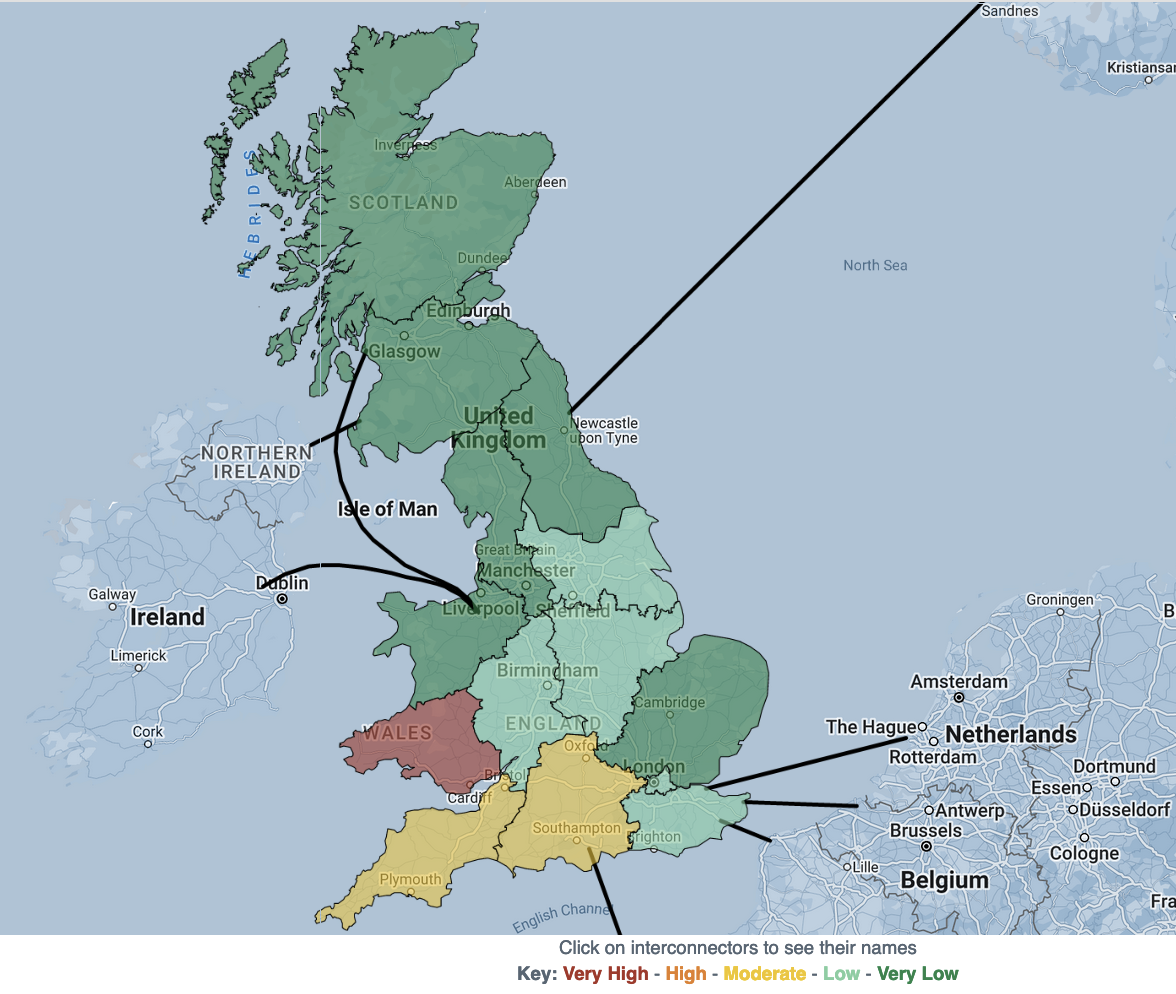 Sandnes
Kristiansan
Inverness
HEBRIDES
Aberdeen
SCOTLAND
North Sea
Dundee
Edinburgh
Glasgow
United
Kingdom
Newcastle
upon Tyne
NORTHERN
IRELAND
Isle of Man
Great Britain
Manchester
Dublin
Galway
Ireland
Liverpool
Sheffield
Groningen
B
Limerick
Birmingham
Amsterdam
Cambridge
Cork
WALES
ENGLAND
The Hague
Netherlands
Oxford
Rotterdam
London
Dortmund
Bristol
Essen
Cardiff
Antwerp
Düsseldorf
Southampton
Brighton
Brussels
Cologne
Lille
Plymouth
Belgium
Fra
English Channel
Click on interconnectors to see their names
Key: Very High - High - Moderate - Low - Very Low